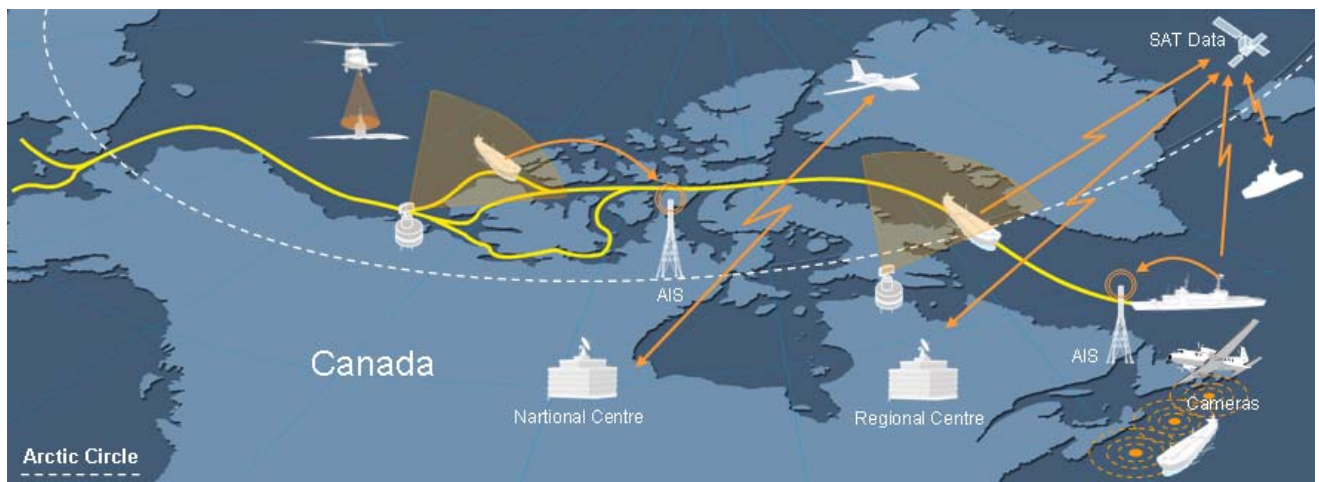 SAT Data
AIS
Canada
AIS
Nartional Centre
Regional Centre
Cameras
Arctic Circle